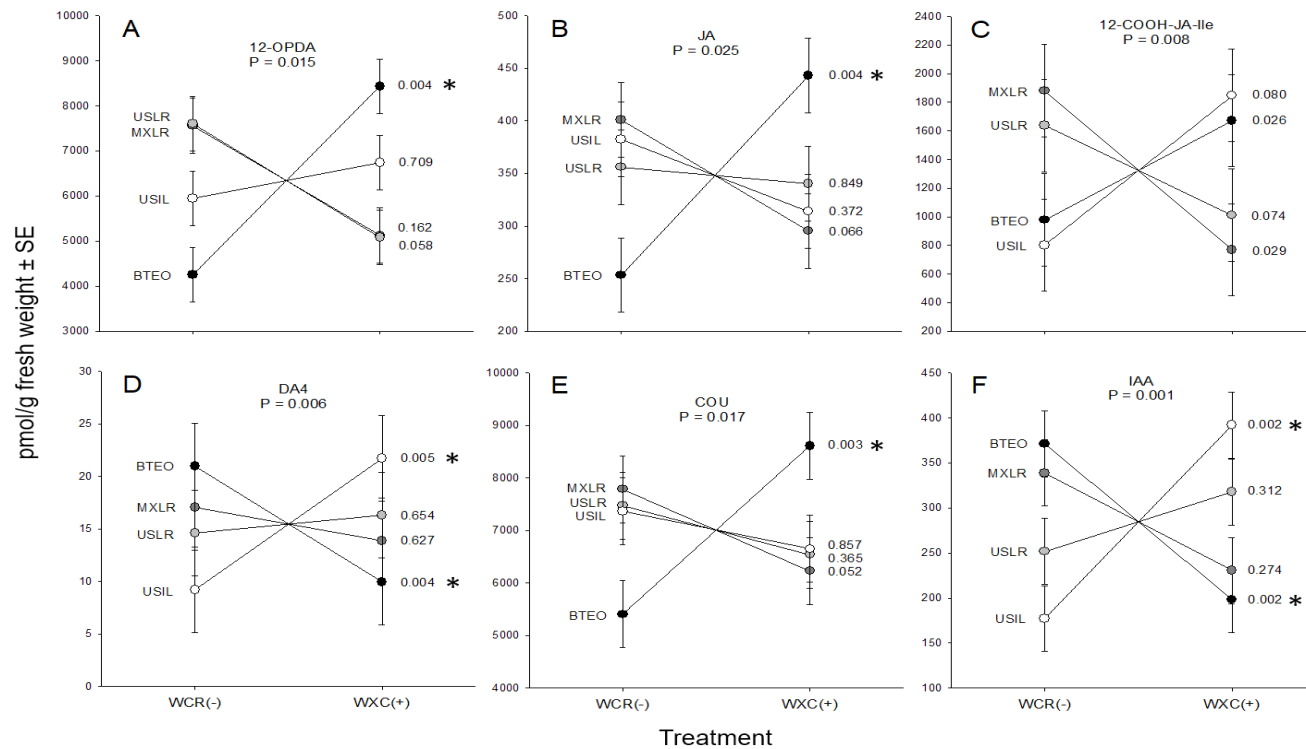 pmol/g fresh weight ± SE
A
12-OPDA
P = 0.015
10000
9000
8000
7000
6000
5000
4000
3000
USLR
MXLR
USIL
BTEO
0.004 *
0.709
0.162
0.058
B
JA
P = 0.025
500
450
400
350
300
250
200
MXLR
USIL
USLR
BTEO
0.004 *
0.849
0.372
0.066
C
12-COOH-JA-Ile
P = 0.008
2400
2200
2000
1800
1600
1400
1200
1000
800
600
400
200
MXLR
USLR
BTEO
USIL
0.080
0.026
0.074
0.029
D
DA4
P = 0.006
30
25
20
15
10
5
0
BTEO
MXLR
USLR
USIL
0.005 *
0.654
0.627
0.004 *
WCR(-)
WXC(+)
E
COU
P = 0.017
10000
9000
8000
7000
6000
5000
4000
MXLR
USLR
USIL
BTEO
0.003 *
0.857
0.365
0.052
WCR(-)
WXC(+)
F
IAA
P = 0.001
450
400
350
300
250
200
150
100
BTEO
MXLR
USLR
USIL
0.002 *
0.312
0.274
0.002 *
WCR(-)
WXC(+)
Treatment